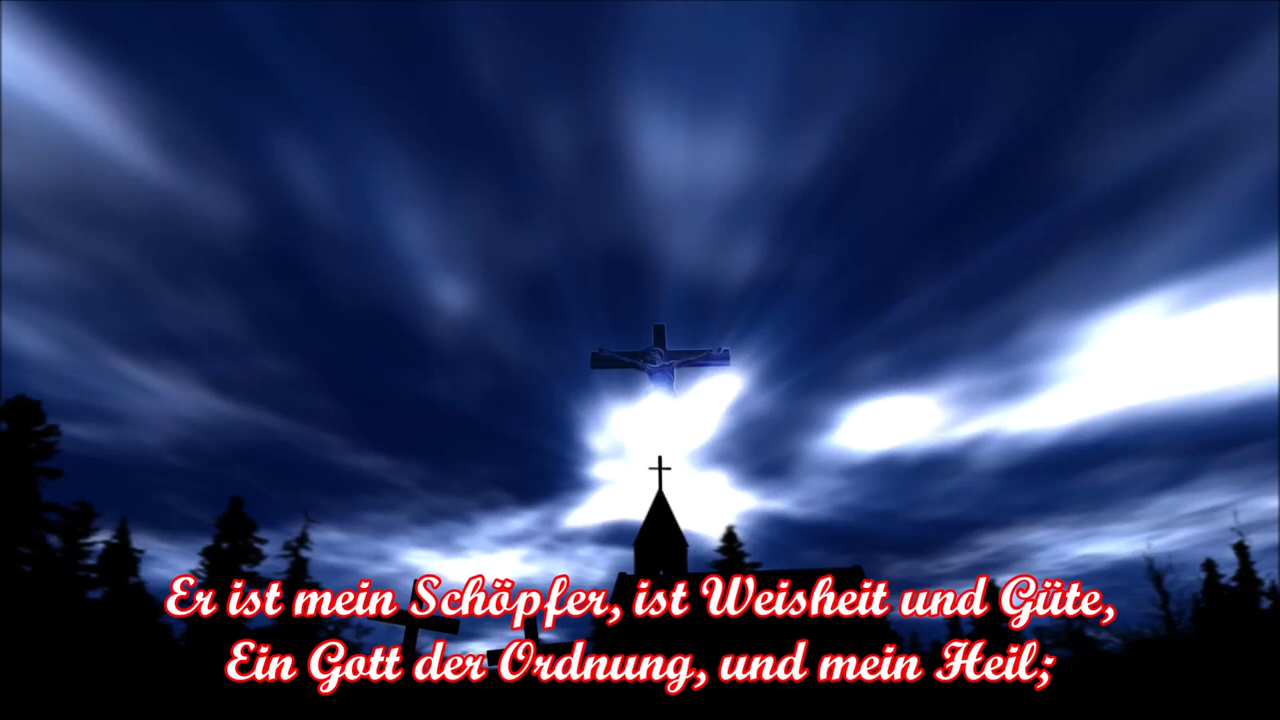 Er ist mein Schöpfer, ist Weisheit und Güte,
Ein Gott der Ordnung, und mein Heil;